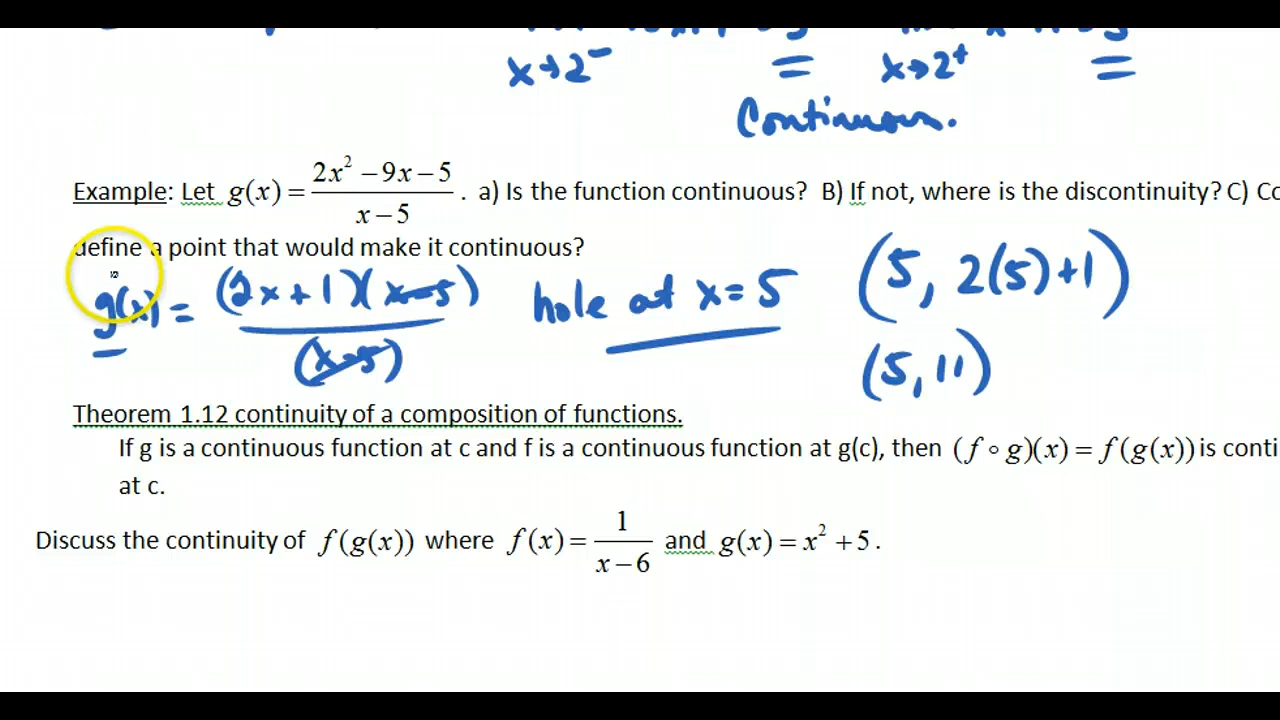 x→2⁻ = x→2⁺ =
Continuous.
Example: Let g(x) = (2x² − 9x − 5)/(x − 5) . a) Is the function continuous? B) If not, where is the discontinuity? C)
define a point that would make it continuous?
g(x) = (2x+1)(x−5)/(x−5) hole at x = 5 (5, 2(5)+1)
(5, 11)
Theorem 1.12 continuity of a composition of functions.
If g is a continuous function at c and f is a continuous function at g(c), then (f ∘ g)(x) = f(g(x)) is conti
at c.
Discuss the continuity of f(g(x)) where f(x) = 1/(x − 6) and g(x) = x² + 5 .